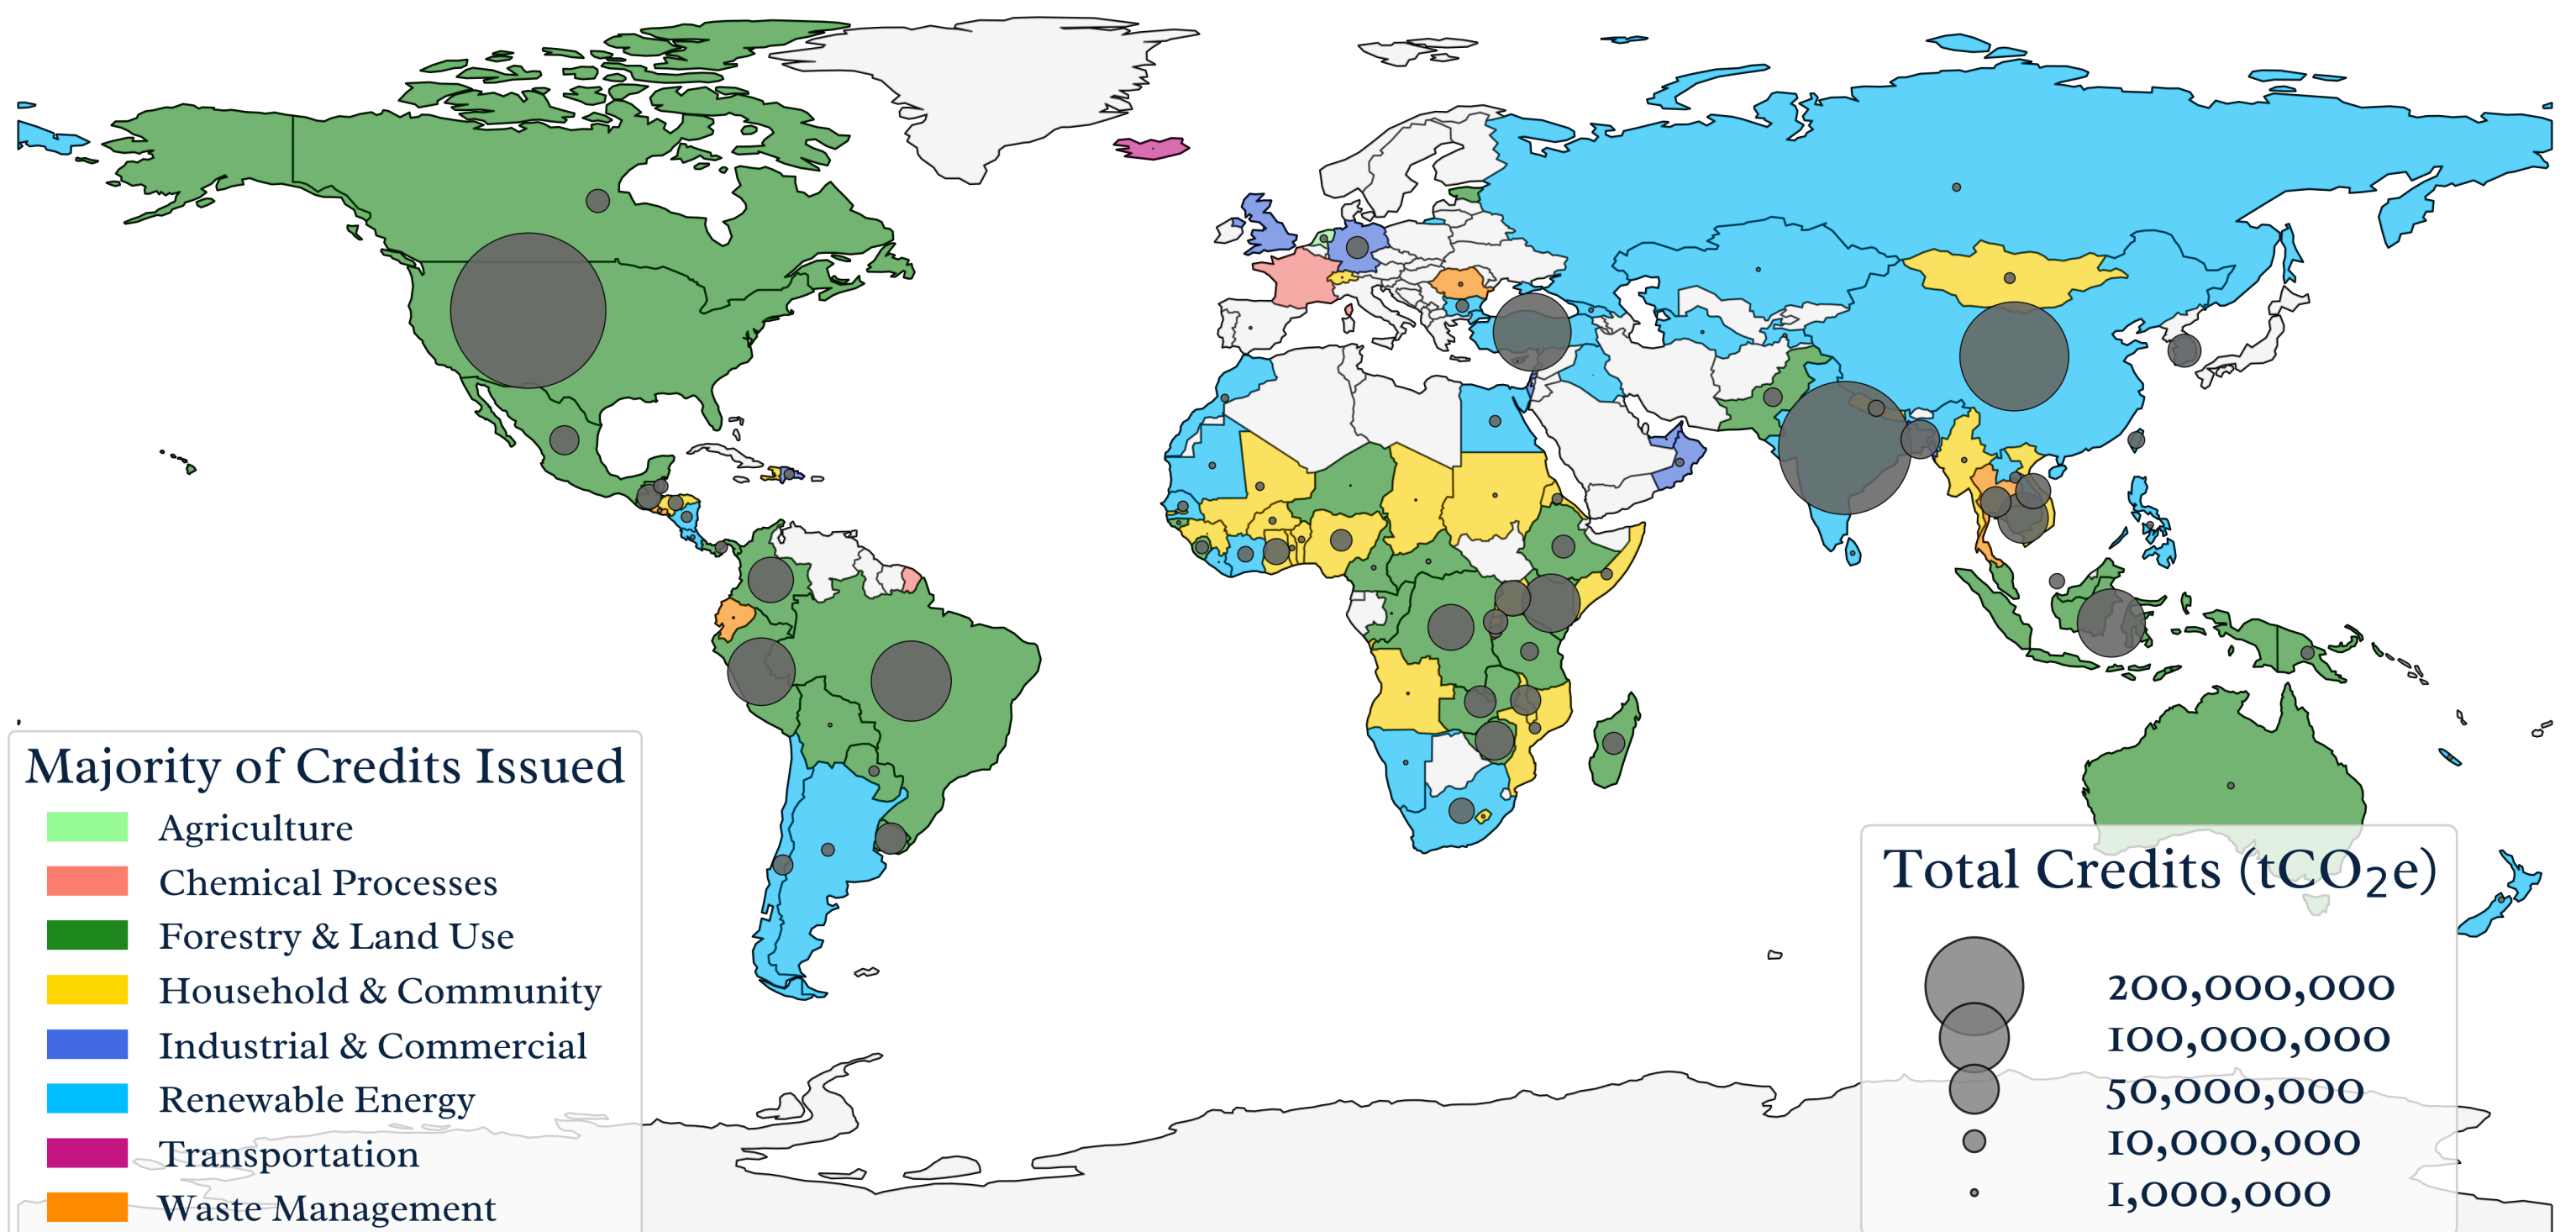 Majority of Credits Issued
Agriculture
Chemical Processes
Forestry & Land Use
Household & Community
Industrial & Commercial
Renewable Energy
Transportation
Waste Management
Total Credits (tCO₂e)
200,000,000
100,000,000
50,000,000
10,000,000
1,000,000